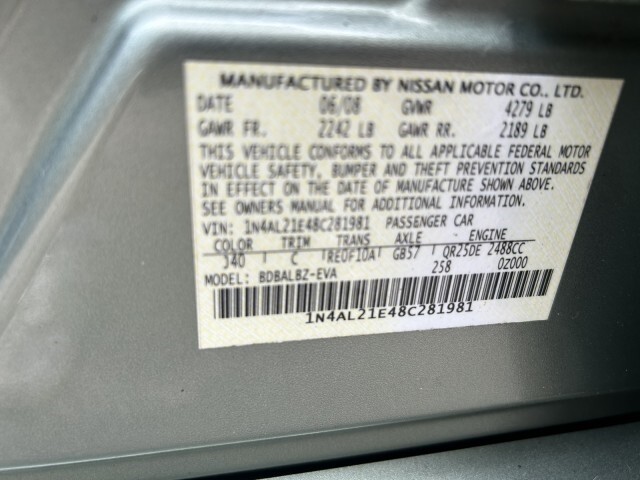 MANUFACTURED BY NISSAN MOTOR CO., LTD.
DATE 06/08 GVWR 4279 LB
GAWR FR. 2242 LB GAWR RR. 2189 LB
THIS VEHICLE CONFORMS TO ALL APPLICABLE FEDERAL MOTOR
VEHICLE SAFETY, BUMPER AND THEFT PREVENTION STANDARDS
IN EFFECT ON THE DATE OF MANUFACTURE SHOWN ABOVE.
SEE OWNERS MANUAL FOR ADDITIONAL INFORMATION.
VIN: 1N4AL21E48C281981 PASSENGER CAR
COLOR TRIM TRANS AXLE ENGINE
J40 C RE0F10A GB57 QR25DE 2488CC
MODEL: BDBALBZ-EVA 258 0Z000
1N4AL21E48C281981